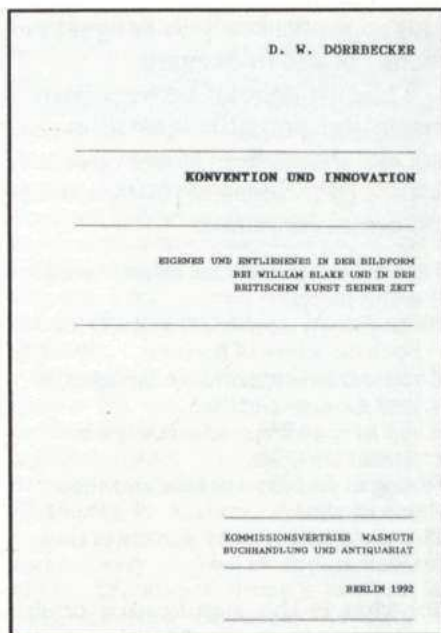 D. W. DÖRRBECKER
KONVENTION UND INNOVATION
EIGENES UND ENTLIEHENES IN DER BILDFORM
BEI WILLIAM BLAKE UND IN DER
BRITISCHEN KUNST SEINER ZEIT
KOMMISSIONSVERTRIEB WASMUTH
BUCHHANDLUNG UND ANTIQUARIAT
BERLIN 1992